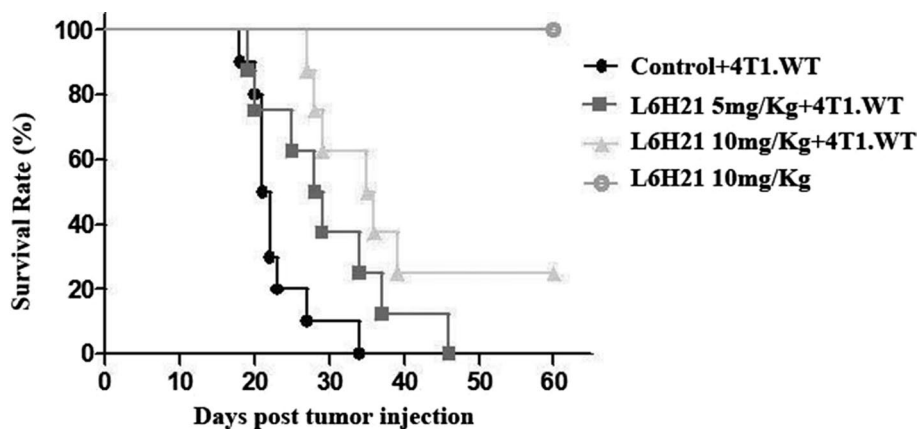 Survival Rate (%)
100
80
60
40
20
0
0 10 20 30 40 50 60
Days post tumor injection
Control+4T1.WT
L6H21 5mg/Kg+4T1.WT
L6H21 10mg/Kg+4T1.WT
L6H21 10mg/Kg